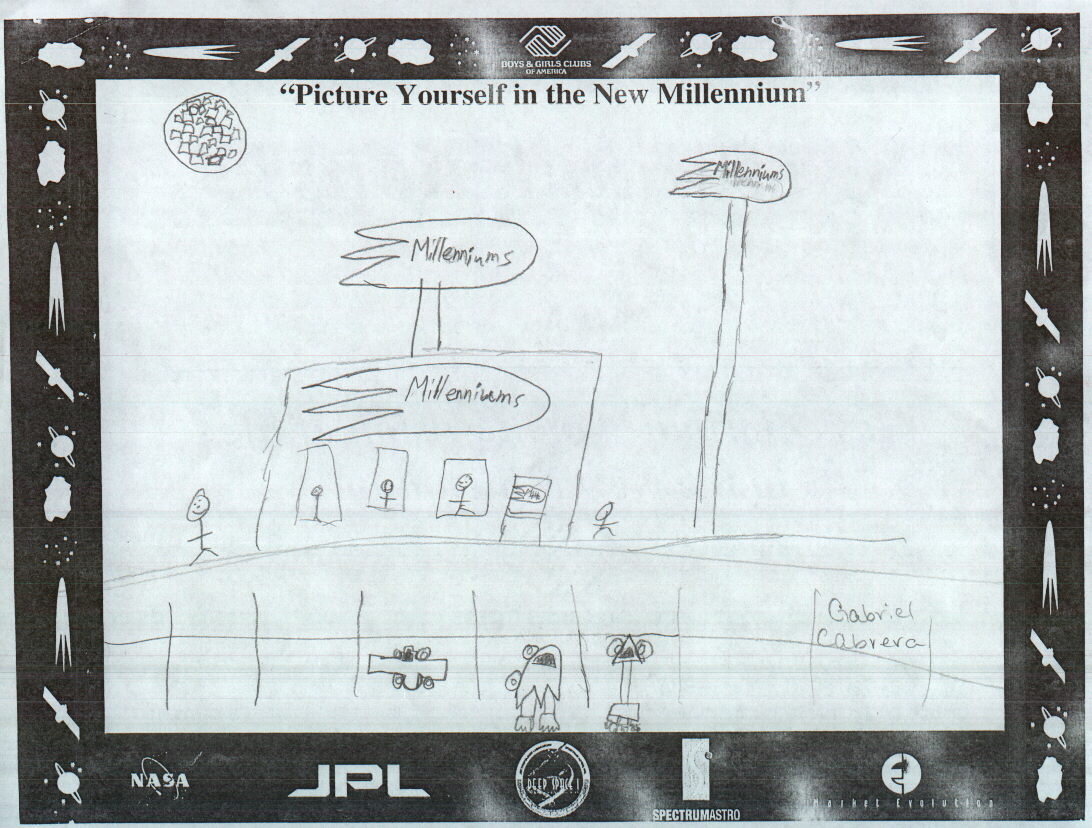 BOYS & GIRLS CLUBS
OF AMERICA
“Picture Yourself in the New Millennium”
Millenniums
Millenniums
Millenniums
Gabriel
Cabrera
NASA
JPL
DEEP SPACE 1
SPECTRUMASTRO
Market Evolution